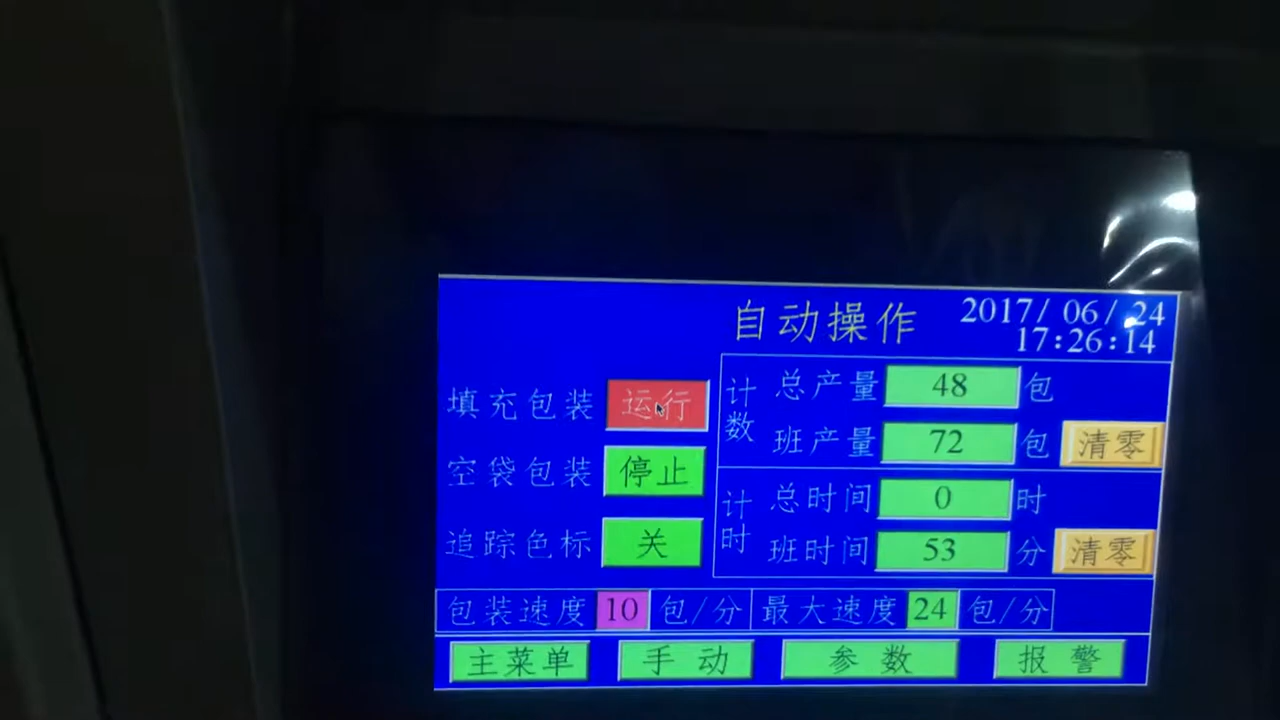 自动操作 2017/ 06/ 24
17:26:14
填充包装 运行
空袋包装 停止
追踪色标 关
计数 总产量 48 包
班产量 72 包 清零
计时 总时间 0 时
班时间 53 分 清零
包装速度 10 包/分 最大速度 24 包/分
主菜单 手动 参数 报警